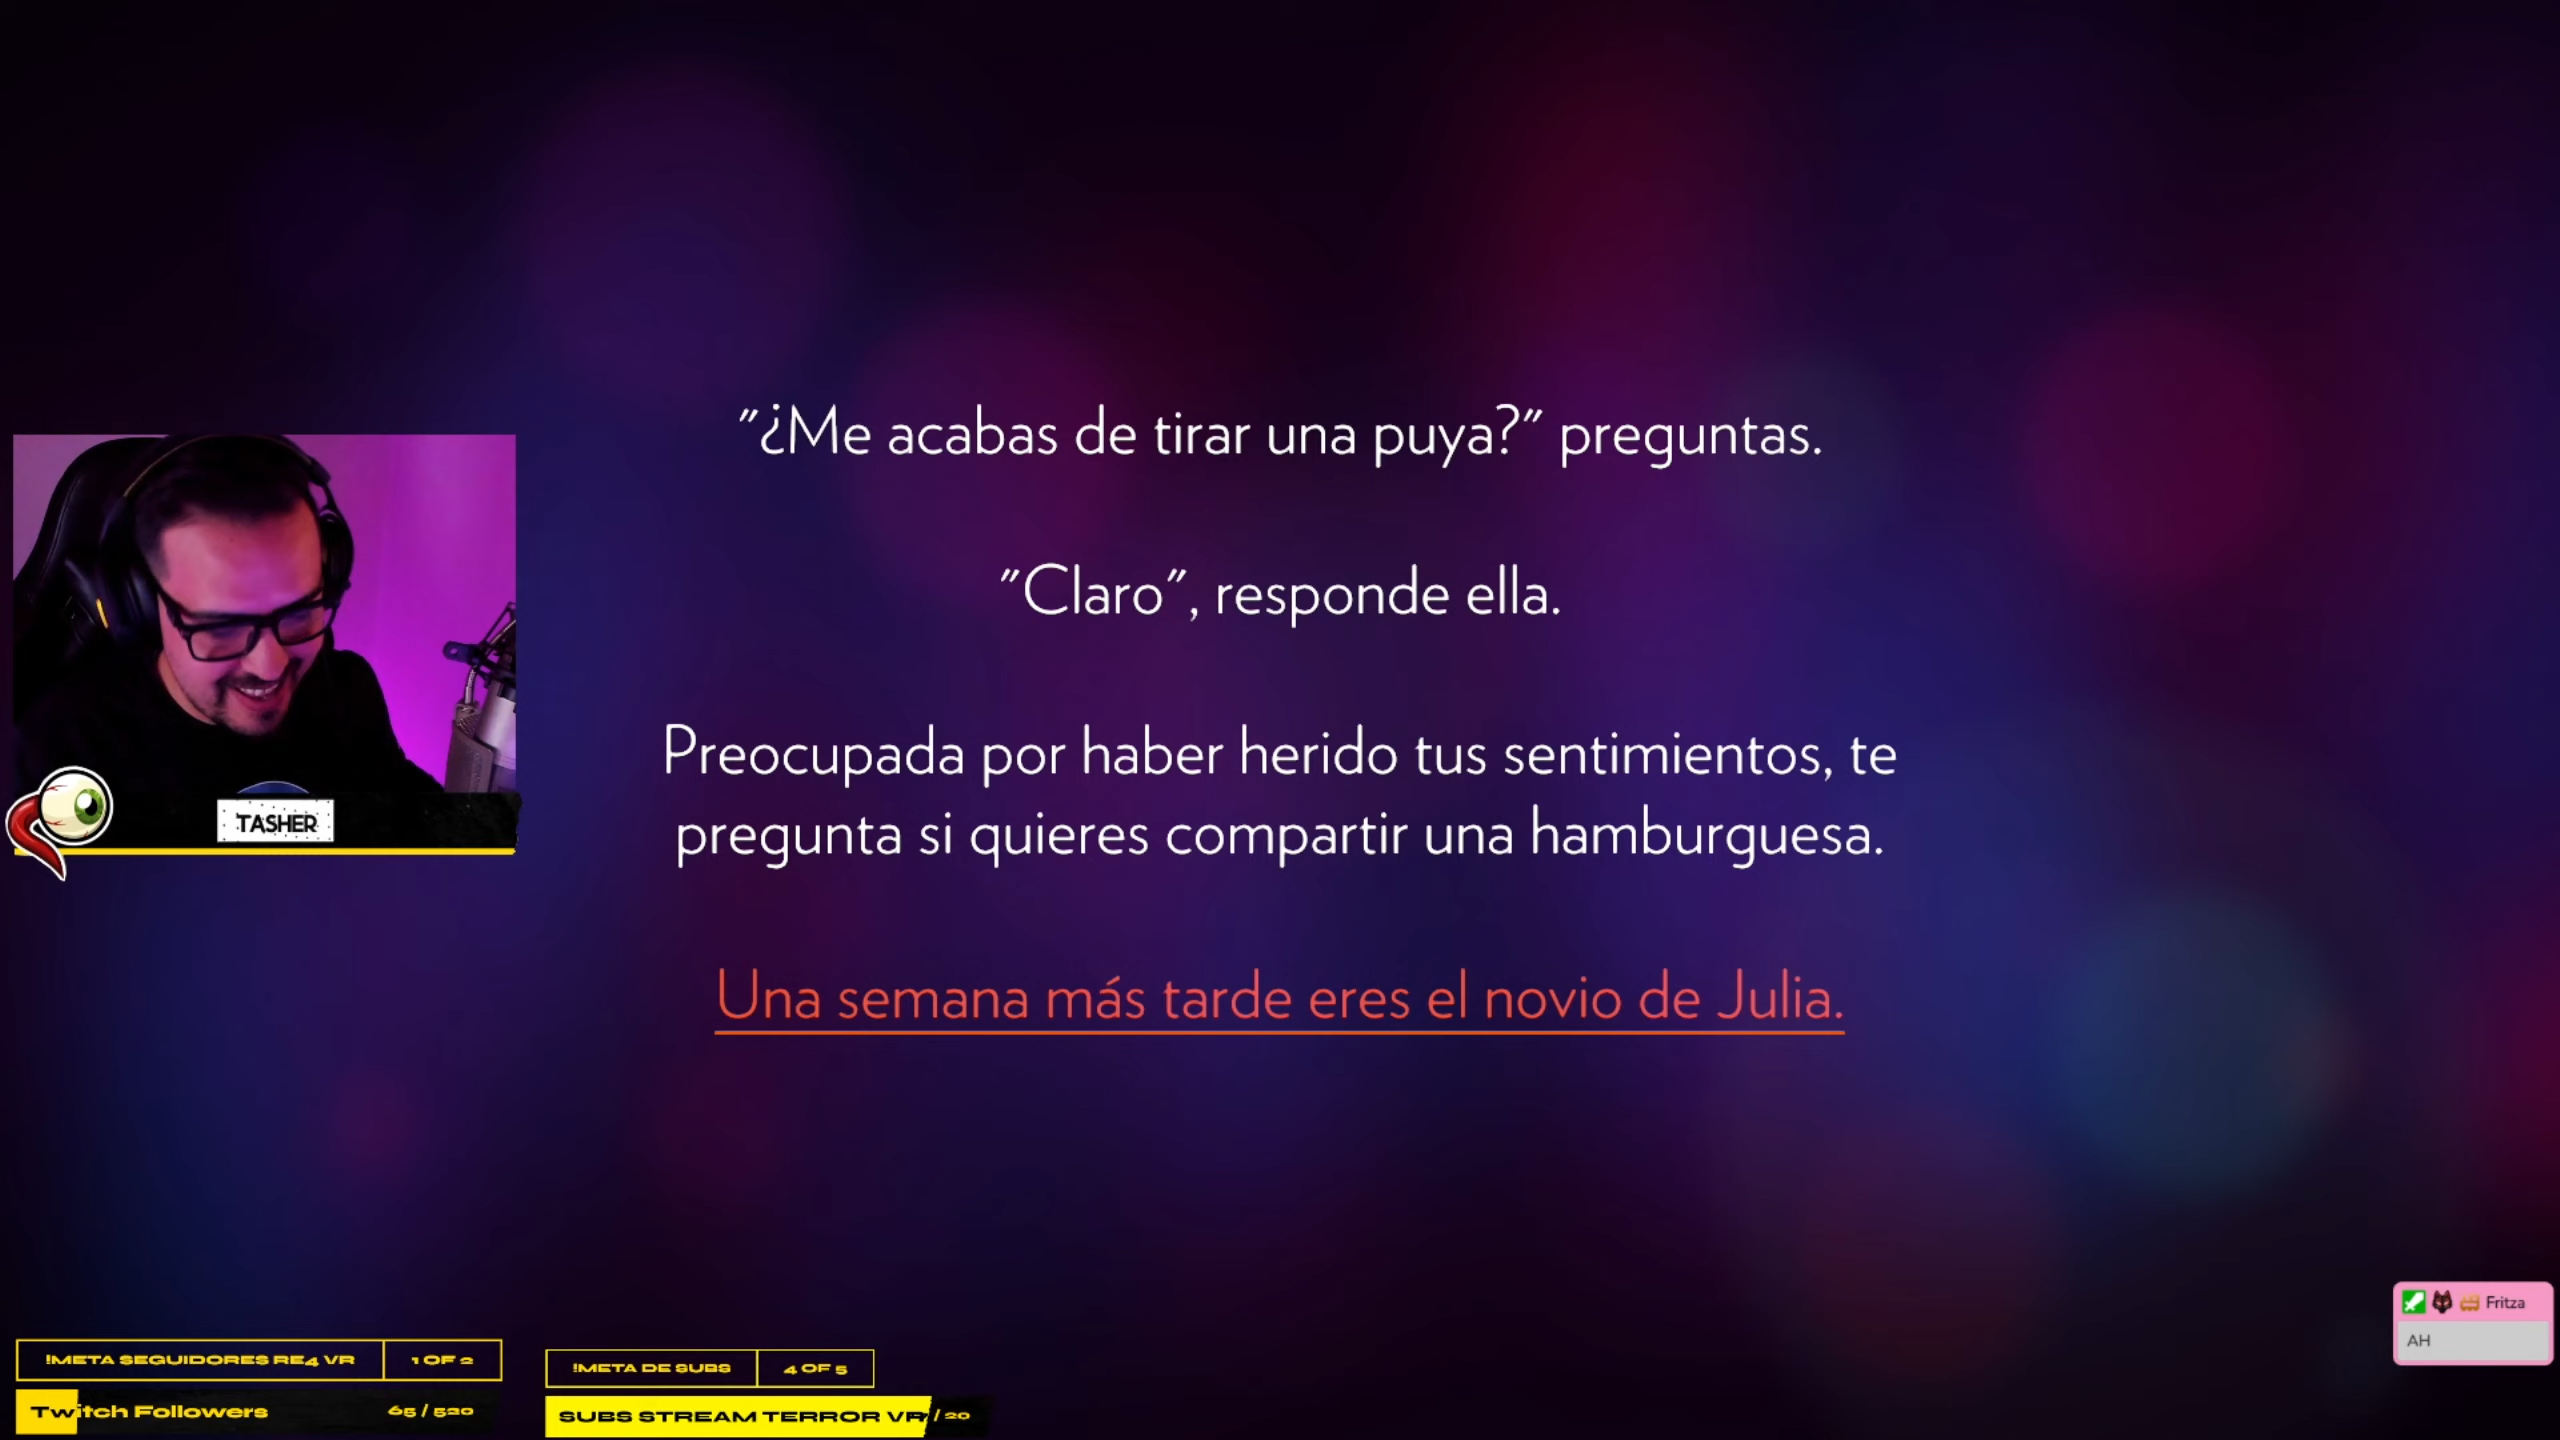 "¿Me acabas de tirar una puya?" preguntas.
"Claro", responde ella.
Preocupada por haber herido tus sentimientos, te
pregunta si quieres compartir una hamburguesa.
Una semana más tarde eres el novio de Julia.
TASHER
!META SEGUIDORES RE4 VR 1 OF 2
Twitch Followers 65 / 520
!META DE SUBS 4 OF 5
SUBS STREAM TERROR VR / 20
Fritza
AH